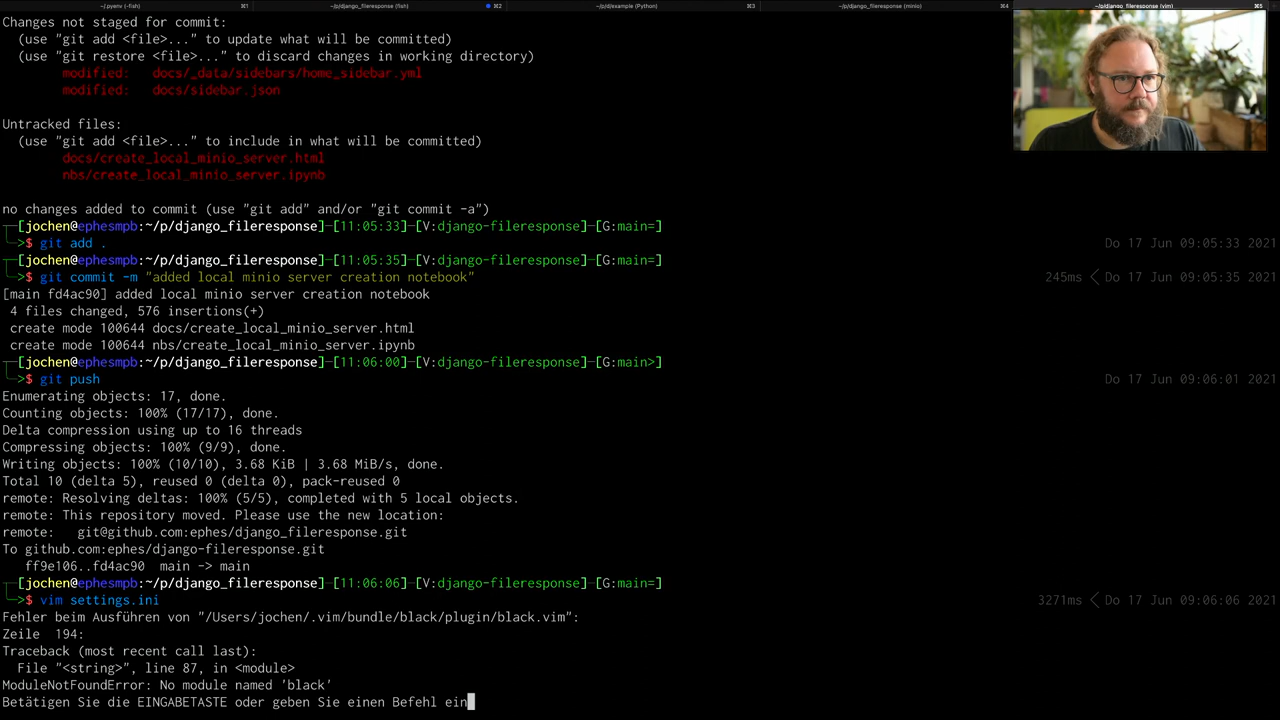 ~/.pyenv (-fish) ⌘1 ~/p/django_fileresponse (fish) ⌘2 ~/p/d/example (Python) ⌘3 ~/p/django_fileresponse (minio) ⌘4 ~/p/django_fileresponse (vim) ⌘5
Changes not staged for commit:
(use "git add <file>..." to update what will be committed)
(use "git restore <file>..." to discard changes in working directory)
modified: docs/_data/sidebars/home_sidebar.yml
modified: docs/sidebar.json
Untracked files:
(use "git add <file>..." to include in what will be committed)
docs/create_local_minio_server.html
nbs/create_local_minio_server.ipynb
no changes added to commit (use "git add" and/or "git commit -a")
[jochen@ephesmpb:~/p/django_fileresponse]-[11:05:33]-[V:django-fileresponse]-[G:main=]
>$ git add . Do 17 Jun 09:05:33 2021
[jochen@ephesmpb:~/p/django_fileresponse]-[11:05:35]-[V:django-fileresponse]-[G:main=]
>$ git commit -m "added local minio server creation notebook" 245ms < Do 17 Jun 09:05:35 2021
[main fd4ac90] added local minio server creation notebook
4 files changed, 576 insertions(+)
create mode 100644 docs/create_local_minio_server.html
create mode 100644 nbs/create_local_minio_server.ipynb
[jochen@ephesmpb:~/p/django_fileresponse]-[11:06:00]-[V:django-fileresponse]-[G:main>]
>$ git push Do 17 Jun 09:06:01 2021
Enumerating objects: 17, done.
Counting objects: 100% (17/17), done.
Delta compression using up to 16 threads
Compressing objects: 100% (9/9), done.
Writing objects: 100% (10/10), 3.68 KiB | 3.68 MiB/s, done.
Total 10 (delta 5), reused 0 (delta 0), pack-reused 0
remote: Resolving deltas: 100% (5/5), completed with 5 local objects.
remote: This repository moved. Please use the new location:
remote: git@github.com:ephes/django_fileresponse.git
To github.com:ephes/django-fileresponse.git
ff9e106..fd4ac90 main -> main
[jochen@ephesmpb:~/p/django_fileresponse]-[11:06:06]-[V:django-fileresponse]-[G:main=]
>$ vim settings.ini 3271ms < Do 17 Jun 09:06:06 2021
Fehler beim Ausführen von "/Users/jochen/.vim/bundle/black/plugin/black.vim":
Zeile 194:
Traceback (most recent call last):
File "<string>", line 87, in <module>
ModuleNotFoundError: No module named 'black'
Betätigen Sie die EINGABETASTE oder geben Sie einen Befehl ein